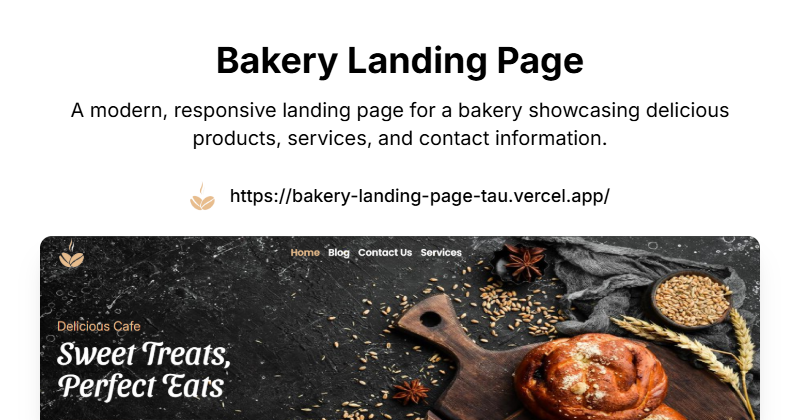 Bakery Landing Page
A modern, responsive landing page for a bakery showcasing delicious
products, services, and contact information.
https://bakery-landing-page-tau.vercel.app/
Home Blog Contact Us Services
Delicious Cafe
Sweet Treats,
Perfect Eats